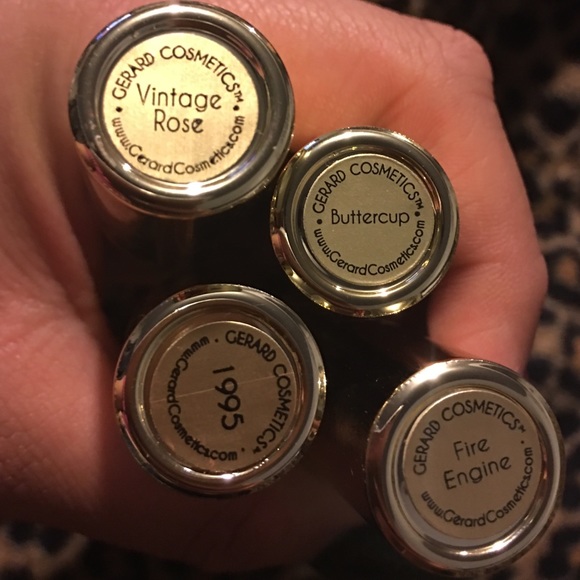 GERARD COSMETICS™
Vintage
Rose
• www.GerardCosmetics.com •
GERARD COSMETICS™
Buttercup
• www.GerardCosmetics.com •
GERARD COSMETICS™
1995
• www.GerardCosmetics.com •
GERARD COSMETICS™
Fire
Engine
• www.GerardCosmetics.com •